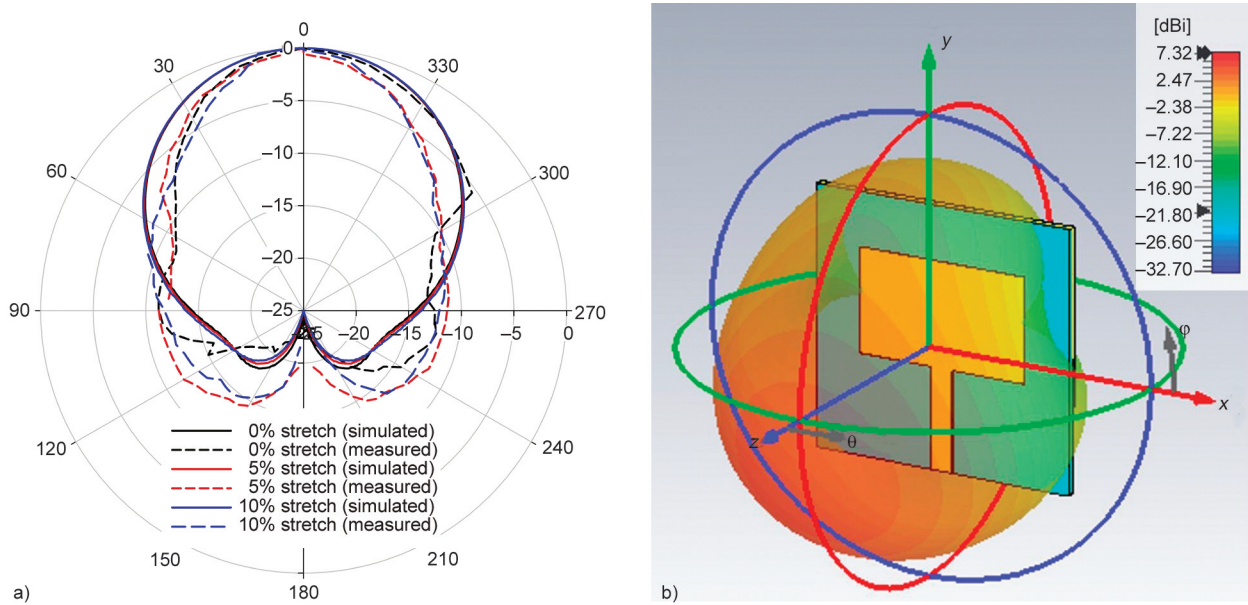 0
30
330
60
300
90
270
120
240
150
210
180
0
−5
−10
−15
−20
−25
−25 −20 −15 −10 −5 0
0% stretch (simulated)
0% stretch (measured)
5% stretch (simulated)
5% stretch (measured)
10% stretch (simulated)
10% stretch (measured)
a)
[dBi]
7.32
2.47
−2.38
−7.22
−12.10
−16.90
−21.80
−26.60
−32.70
y
φ
x
z
θ
b)